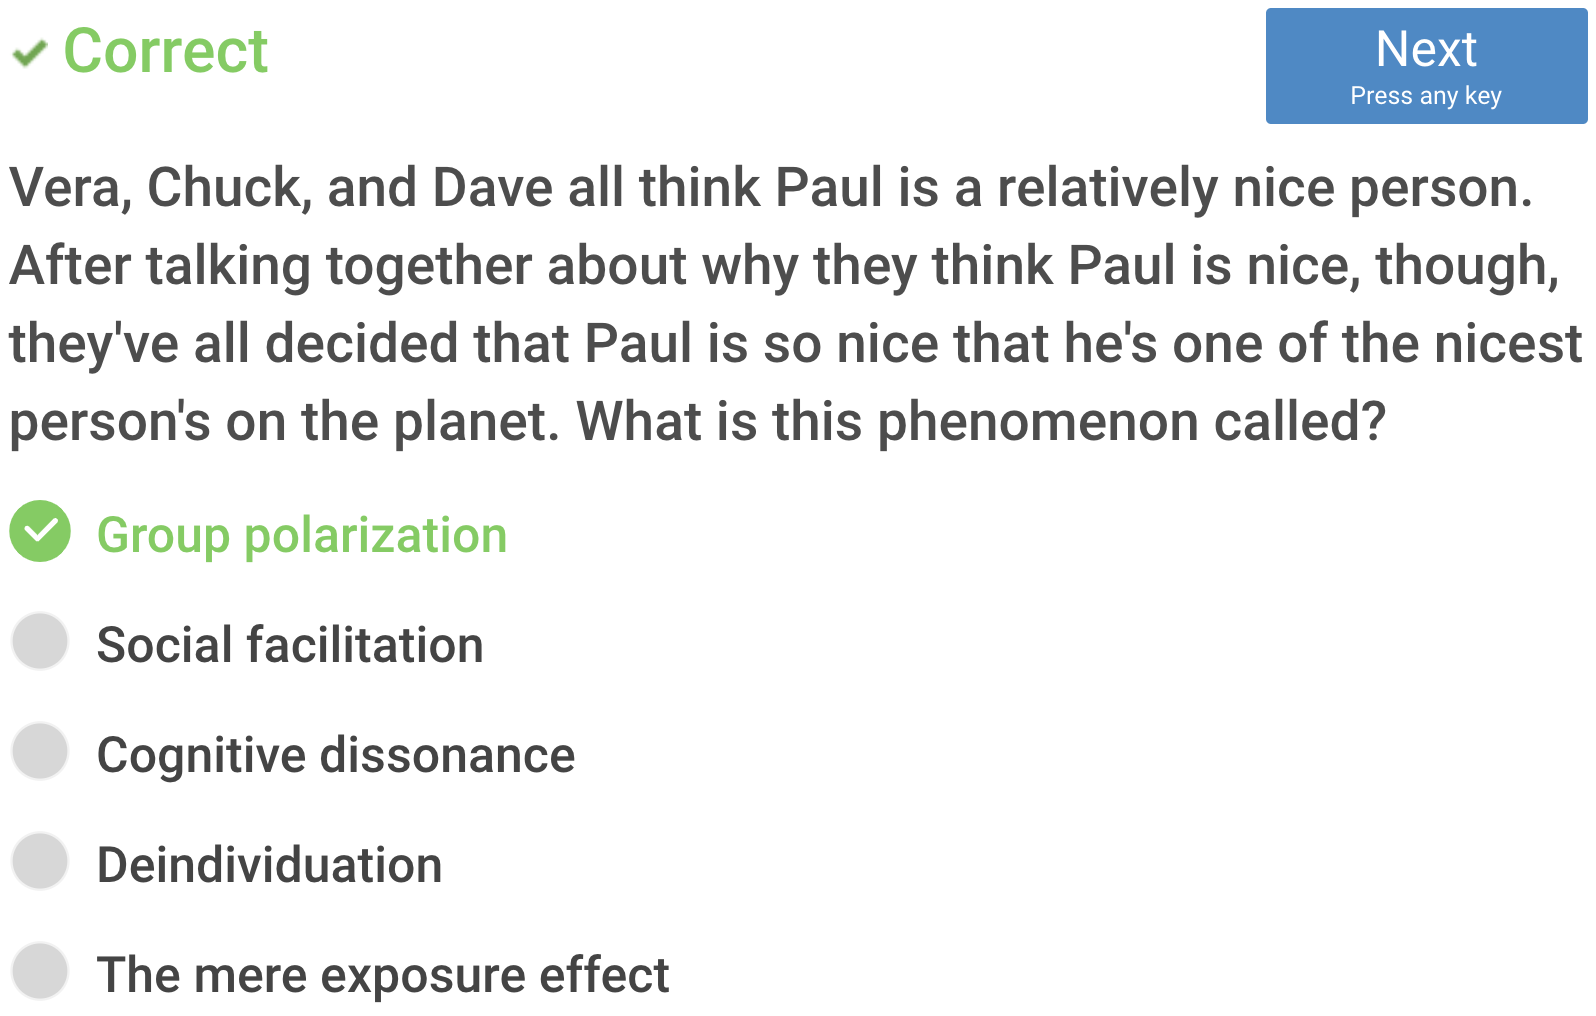 Correct
Next
Press any key
Vera, Chuck, and Dave all think Paul is a relatively nice person.
After talking together about why they think Paul is nice, though,
they've all decided that Paul is so nice that he's one of the nicest
person's on the planet. What is this phenomenon called?
Group polarization
Social facilitation
Cognitive dissonance
Deindividuation
The mere exposure effect